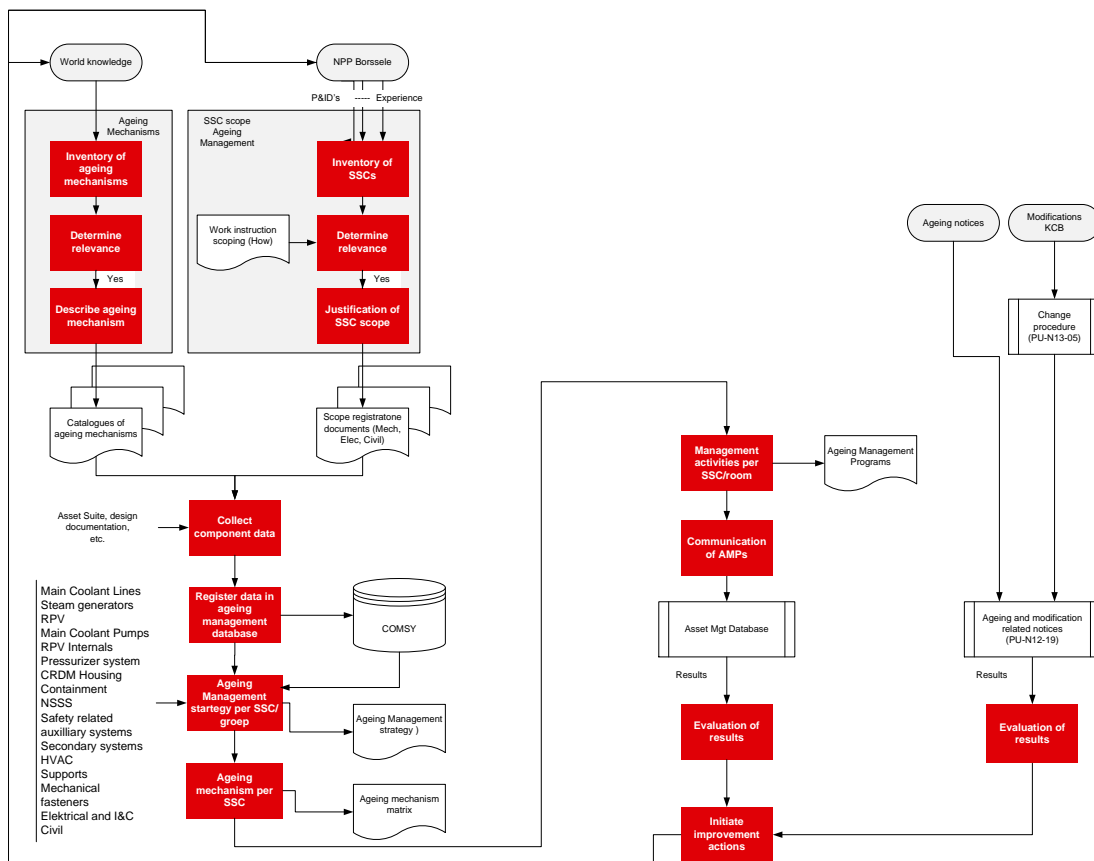 World knowledge
NPP Borssele
P&ID's ----- Experience
Ageing
Mechanisms
SSC scope
Ageing
Management
Inventory of
ageing
mechanisms
Inventory of
SSCs
Work instruction
scoping (How)
Determine
relevance
Determine
relevance
Yes
Yes
Describe ageing
mechanism
Justification of
SSC scope
Catalogues of
ageing mechanisms
Scope registratone
documents (Mech,
Elec, Civil)
Asset Suite, design
documentation,
etc.
Collect
component data
Register data in
ageing
management
database
COMSY
Main Coolant Lines
Steam generators
RPV
Main Coolant Pumps
RPV Internals
Pressurizer system
CRDM Housing
Containment
NSSS
Safety related
auxilliary systems
Secondary systems
HVAC
Supports
Mechanical
fasteners
Elektrical and I&C
Civil
Ageing
Management
startegy per SSC/
groep
Ageing Management
strategy )
Ageing
mechanism per
SSC
Ageing mechanism
matrix
Ageing notices
Modifications
KCB
Change
procedure
(PU-N13-05)
Management
activities per
SSC/room
Ageing Management
Programs
Communication
of AMPs
Asset Mgt Database
Ageing and modification
related notices
(PU-N12-19)
Results
Results
Evaluation of
results
Evaluation of
results
Initiate
improvement
actions